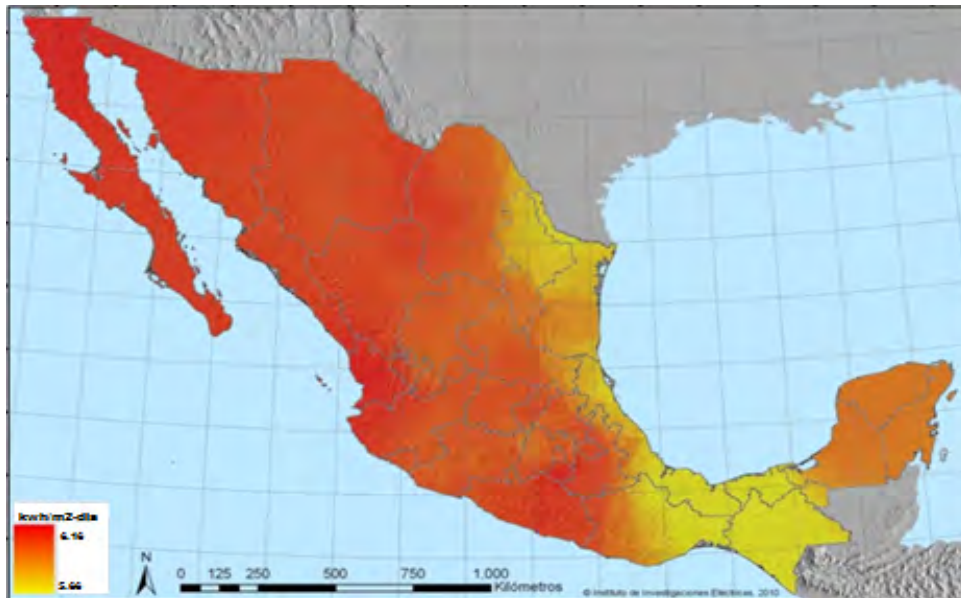 kwh/m2-dia
6.16
5.66
N
0 125 250 500 750 1.000
Kilómetros
© Instituto de Investigaciones Eléctricas, 2010